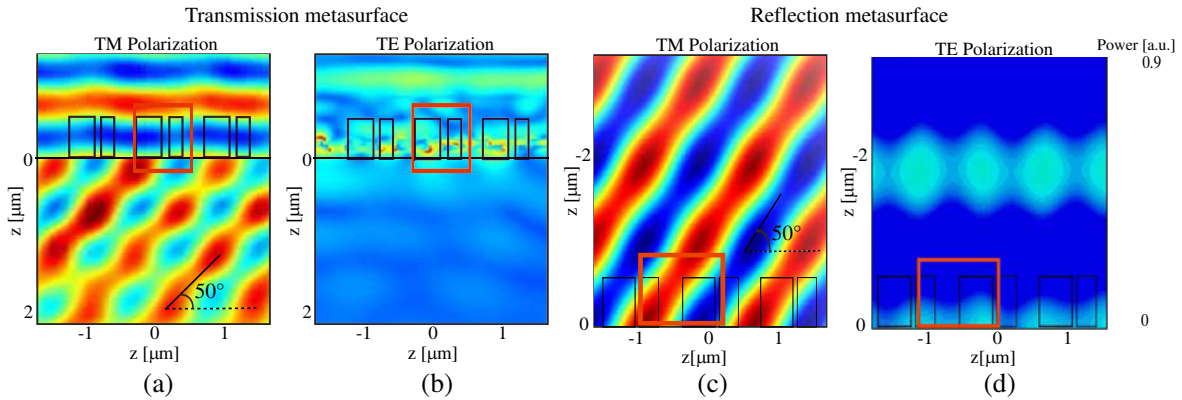 Transmission metasurface
Reflection metasurface
TM Polarization
TE Polarization
TM Polarization
TE Polarization
Power [a.u.]
0.9
0
z [μm]
0
2
50°
-1 0 1
z [μm]
(a)
z [μm]
0
2
-1 0 1
z [μm]
(b)
z [μm]
-2
0
50°
-1 0 1
z[μm]
(c)
z [μm]
-2
0
-1 0 1
z[μm]
(d)